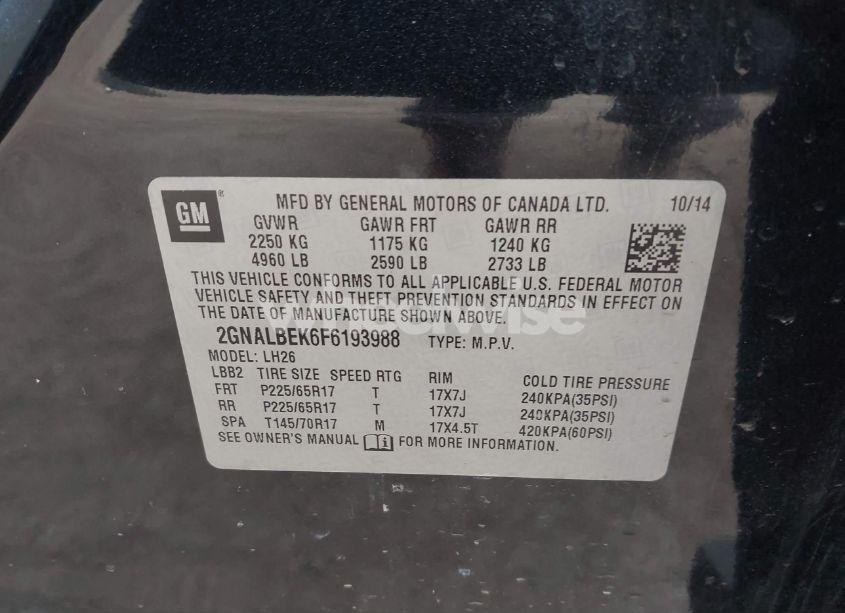 GM ® MFD BY GENERAL MOTORS OF CANADA LTD. 10/14
GVWR GAWR FRT GAWR RR
2250 KG 1175 KG 1240 KG
4960 LB 2590 LB 2733 LB
THIS VEHICLE CONFORMS TO ALL APPLICABLE U.S. FEDERAL MOTOR
VEHICLE SAFETY AND THEFT PREVENTION STANDARDS IN EFFECT ON
THE DATE OF MANUFACTURE SHOWN ABOVE.
2GNALBEK6F6193988 TYPE: M.P.V.
MODEL: LH26
LBB2 TIRE SIZE SPEED RTG RIM COLD TIRE PRESSURE
FRT P225/65R17 T 17X7J 240KPA(35PSI)
RR P225/65R17 T 17X7J 240KPA(35PSI)
SPA T145/70R17 M 17X4.5T 420KPA(60PSI)
SEE OWNER'S MANUAL FOR MORE INFORMATION.